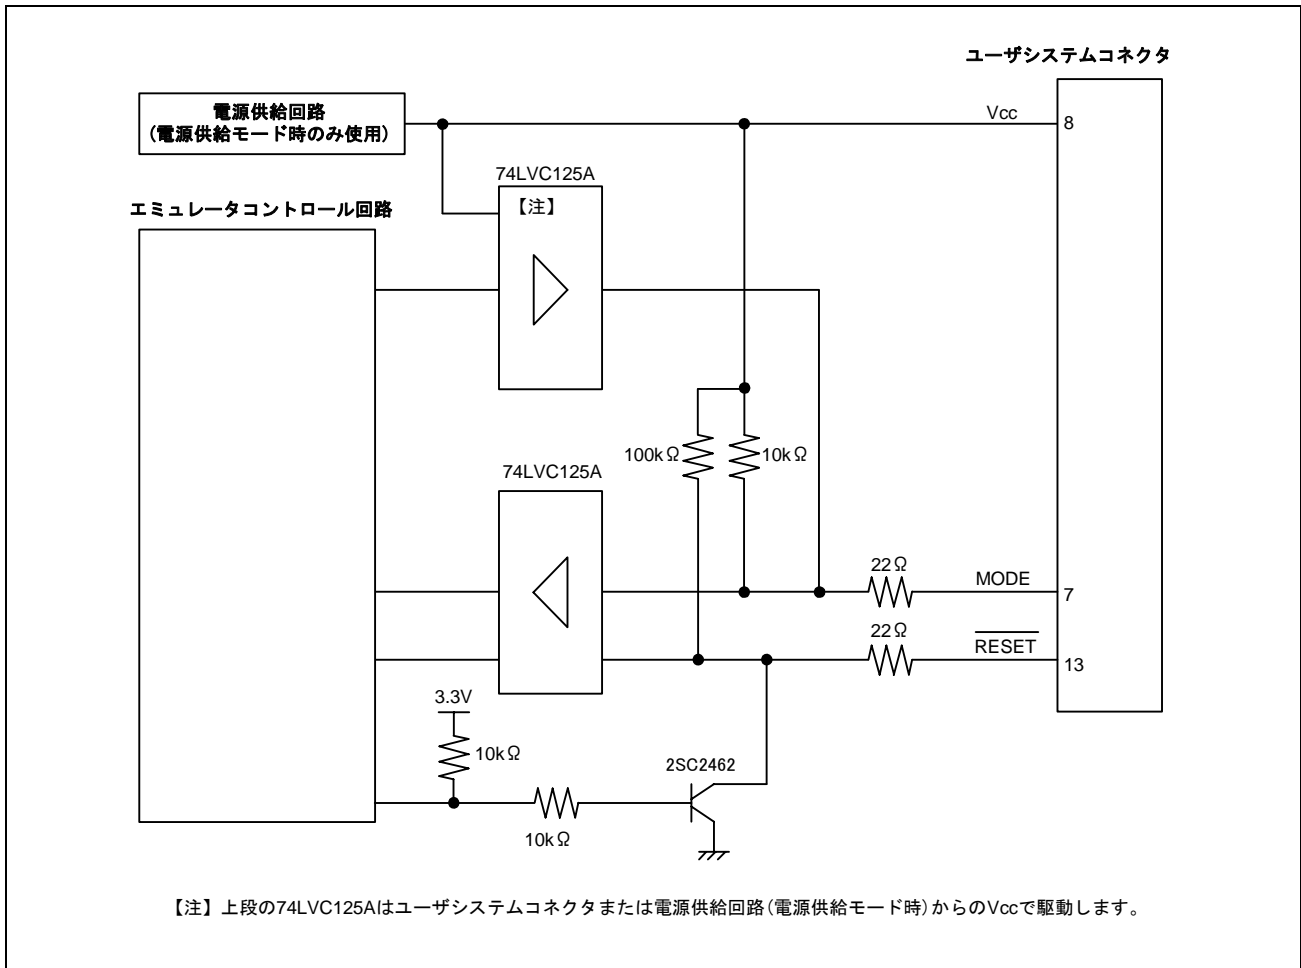 ユーザシステムコネクタ
電源供給回路
(電源供給モード時のみ使用)
Vcc
8
74LVC125A
【注】
エミュレータコントロール回路
100kΩ
10kΩ
74LVC125A
22Ω
MODE
7
22Ω
RESET
13
3.3V
10kΩ
2SC2462
10kΩ
【注】上段の74LVC125Aはユーザシステムコネクタまたは電源供給回路(電源供給モード時)からのVccで駆動します。